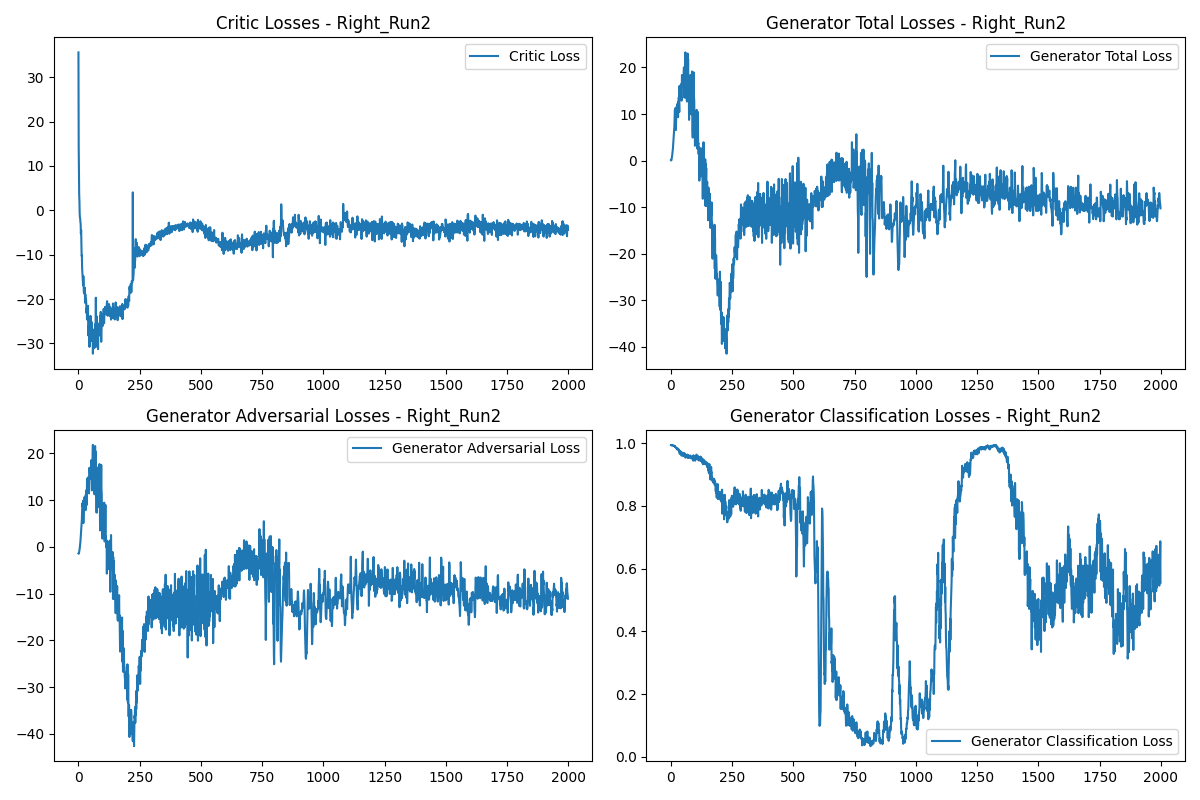 Critic Losses - Right_Run2
Critic Loss
30
20
10
0
−10
−20
−30
0 250 500 750 1000 1250 1500 1750 2000
Generator Total Losses - Right_Run2
Generator Total Loss
20
10
0
−10
−20
−30
−40
0 250 500 750 1000 1250 1500 1750 2000
Generator Adversarial Losses - Right_Run2
Generator Adversarial Loss
20
10
0
−10
−20
−30
−40
0 250 500 750 1000 1250 1500 1750 2000
Generator Classification Losses - Right_Run2
1.0
0.8
0.6
0.4
0.2
0.0
Generator Classification Loss
0 250 500 750 1000 1250 1500 1750 2000